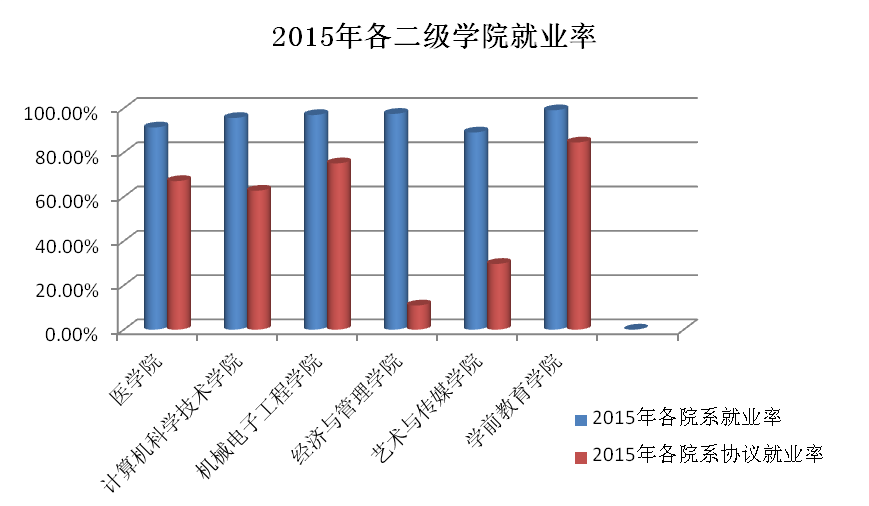 2015年各二级学院就业率
100.00%
80.00%
60.00%
40.00%
20.00%
0.00%
医学院
计算机科学技术学院
机械电子工程学院
经济与管理学院
艺术与传媒学院
学前教育学院
2015年各院系就业率
2015年各院系协议就业率